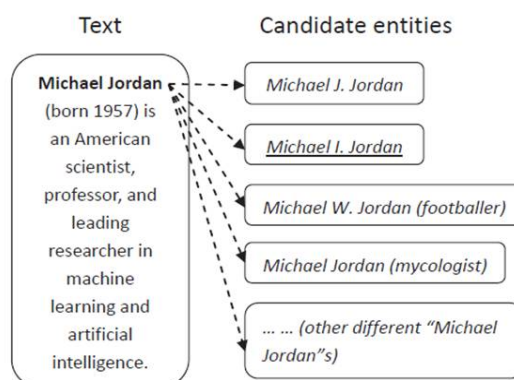 Text
Michael Jordan
(born 1957) is
an American
scientist,
professor, and
leading
researcher in
machine
learning and
artificial
intelligence.
Candidate entities
Michael J. Jordan
Michael I. Jordan
Michael W. Jordan (footballer)
Michael Jordan (mycologist)
... ... (other different “Michael
Jordan”s)